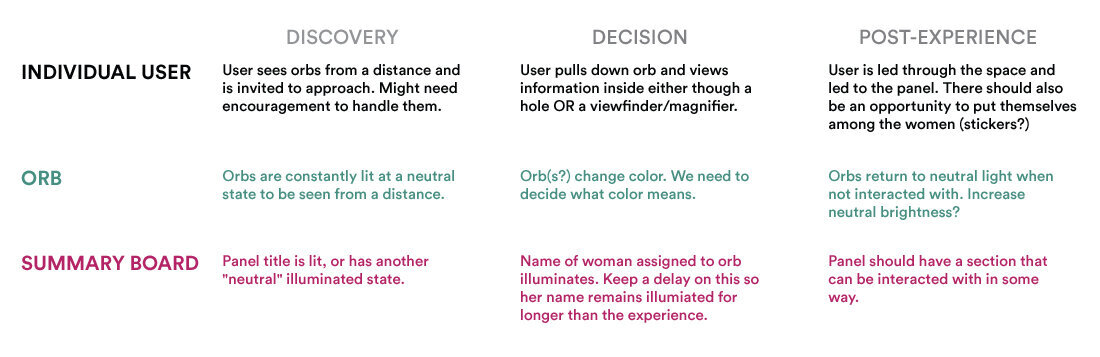 DISCOVERY
DECISION
POST-EXPERIENCE
INDIVIDUAL USER
User sees orbs from a distance and
is invited to approach. Might need
encouragement to handle them.
User pulls down orb and views
information inside either though a
hole OR a viewfinder/magnifier.
User is led through the space and
led to the panel. There should also
be an opportunity to put themselves
among the women (stickers?)
ORB
Orbs are constantly lit at a neutral
state to be seen from a distance.
Orb(s?) change color. We need to
decide what color means.
Orbs return to neutral light when
not interacted with. Increase
neutral brightness?
SUMMARY BOARD
Panel title is lit, or has another
"neutral" illuminated state.
Name of woman assigned to orb
illuminates. Keep a delay on this so
her name remains illumiated for
longer than the experience.
Panel should have a section that
can be interacted with in some
way.